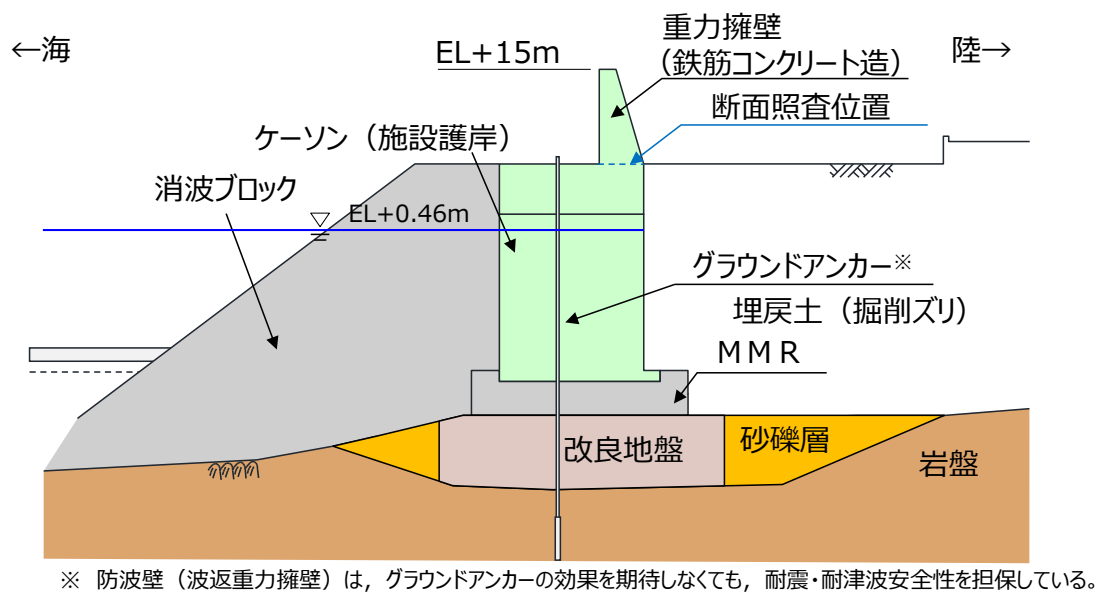 ←海
重力擁壁
（鉄筋コンクリート造）
陸→
EL+15m
断面照査位置
ケーソン（施設護岸）
消波ブロック
EL+0.46m
グラウンドアンカー※
埋戻土（掘削ズリ）
ＭＭＲ
改良地盤
砂礫層
岩盤
※ 防波壁（波返重力擁壁）は，グラウンドアンカーの効果を期待しなくても，耐震・耐津波安全性を担保している。